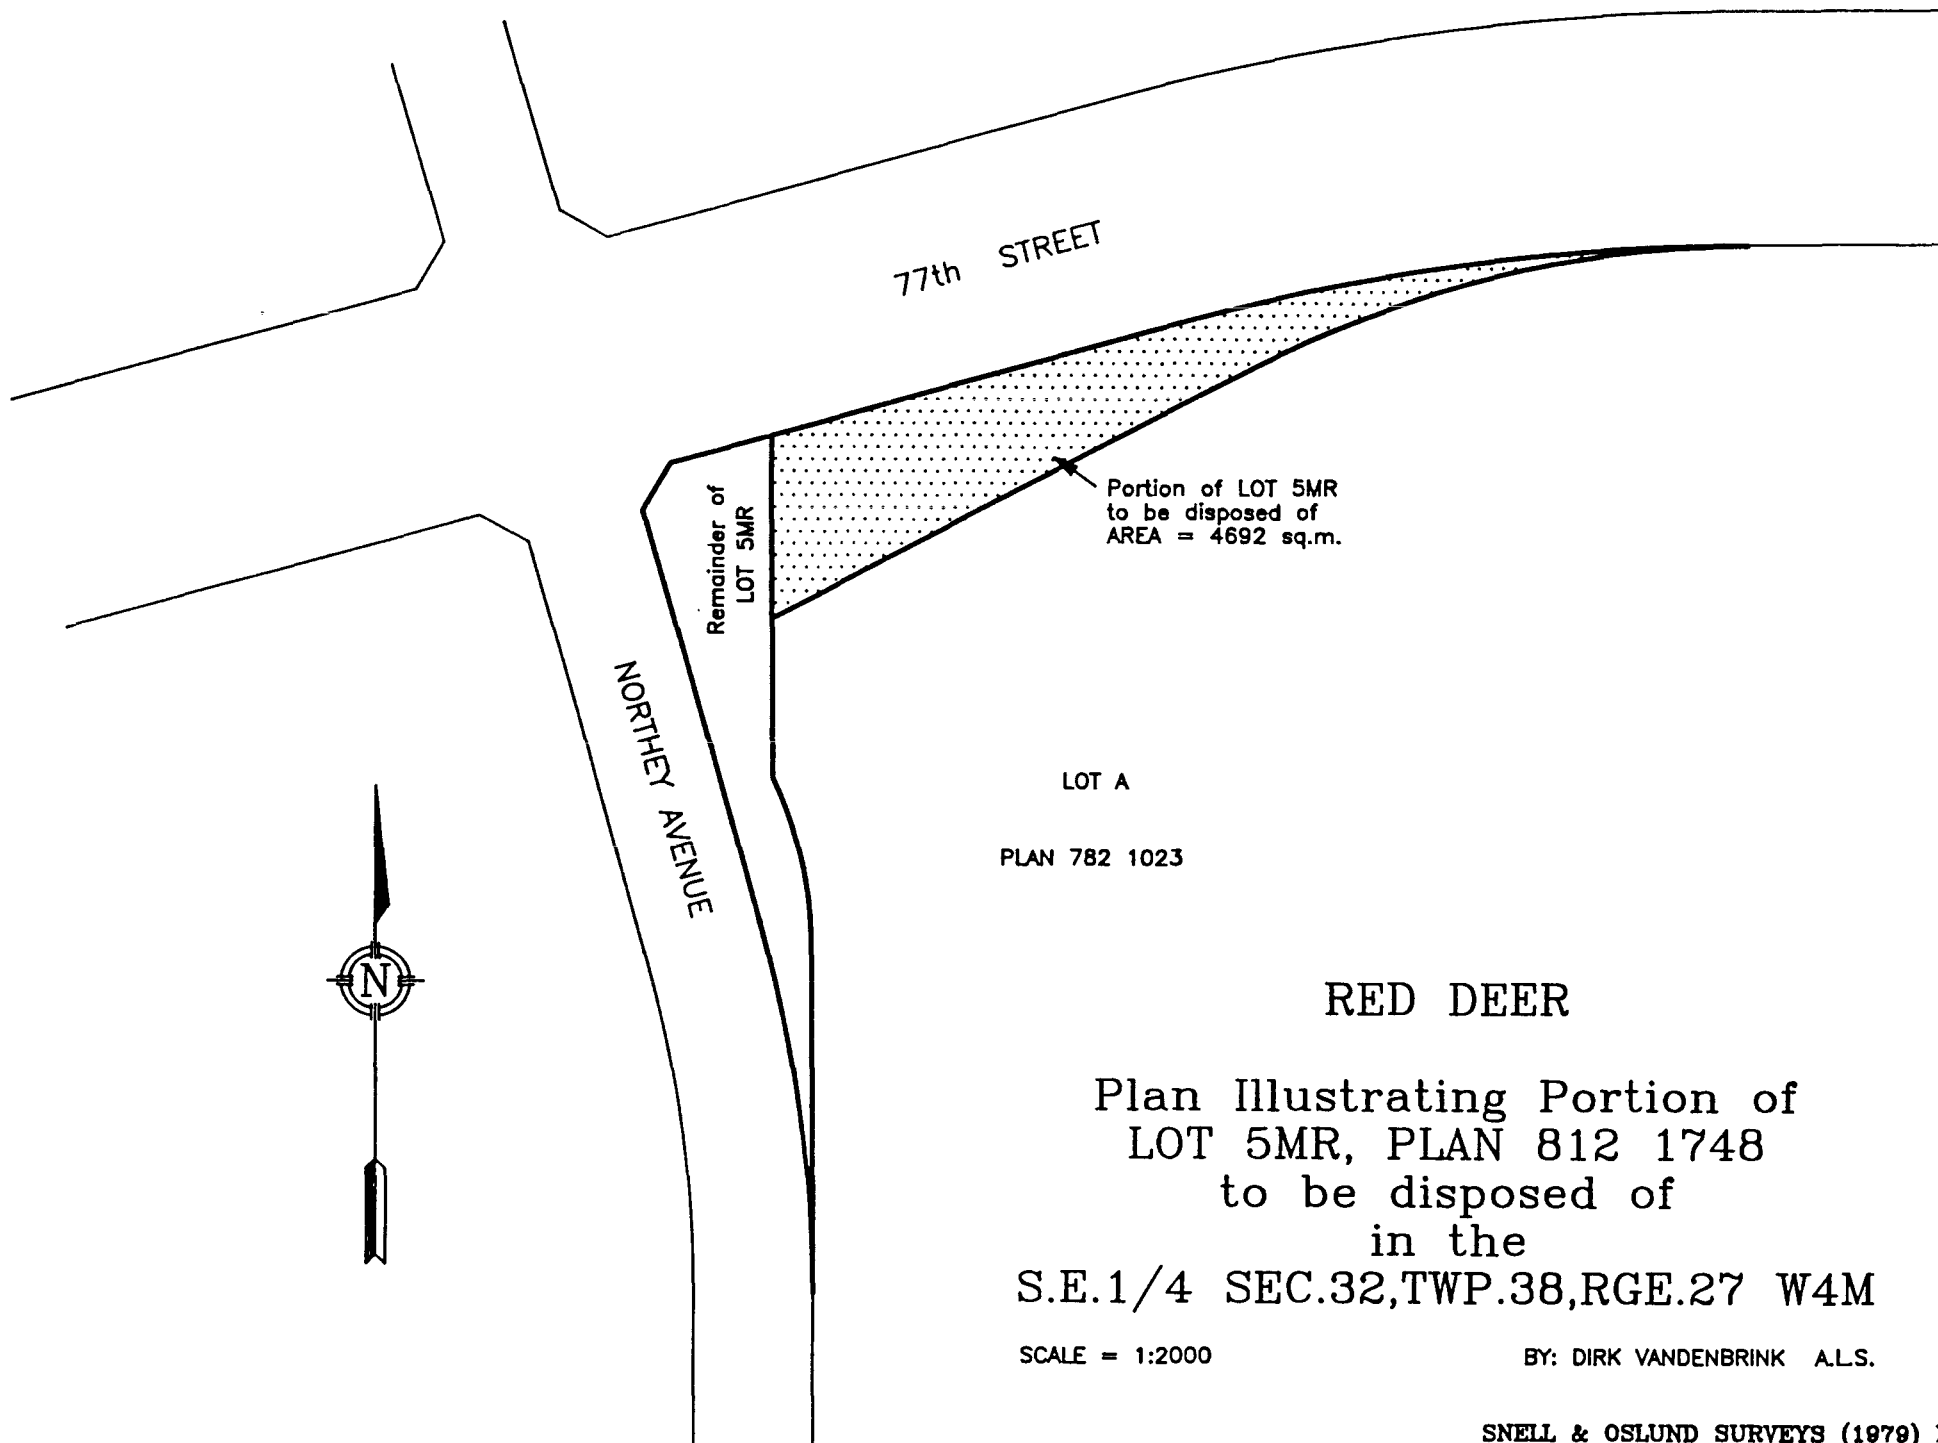 77th STREET
Portion of LOT 5MR
to be disposed of
AREA = 4692 sq.m.
Remainder of
LOT 5MR
NORTHEY AVENUE
LOT A
PLAN 782 1023
N
RED DEER
Plan Illustrating Portion of
LOT 5MR, PLAN 812 1748
to be disposed of
in the
S.E.1/4 SEC.32,TWP.38,RGE.27 W4M
SCALE = 1:2000
BY: DIRK VANDENBRINK A.L.S.
SNELL & OSLUND SURVEYS (1979)